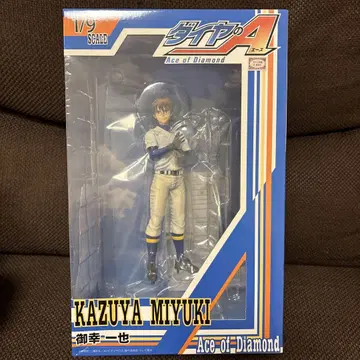 1/9
SCALE
ダイヤのA
エース
Ace of Diamond
KAZUYA MIYUKI
御幸一也
Ace of Diamond